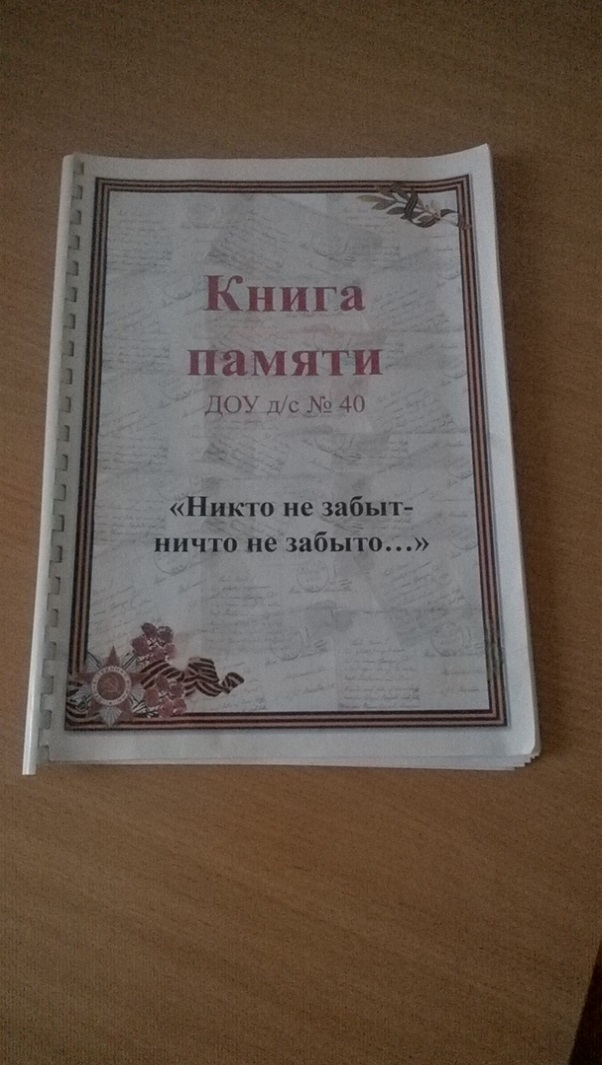 Книга
памяти
ДОУ д/с № 40
«Никто не забыт-
ничто не забыто...»